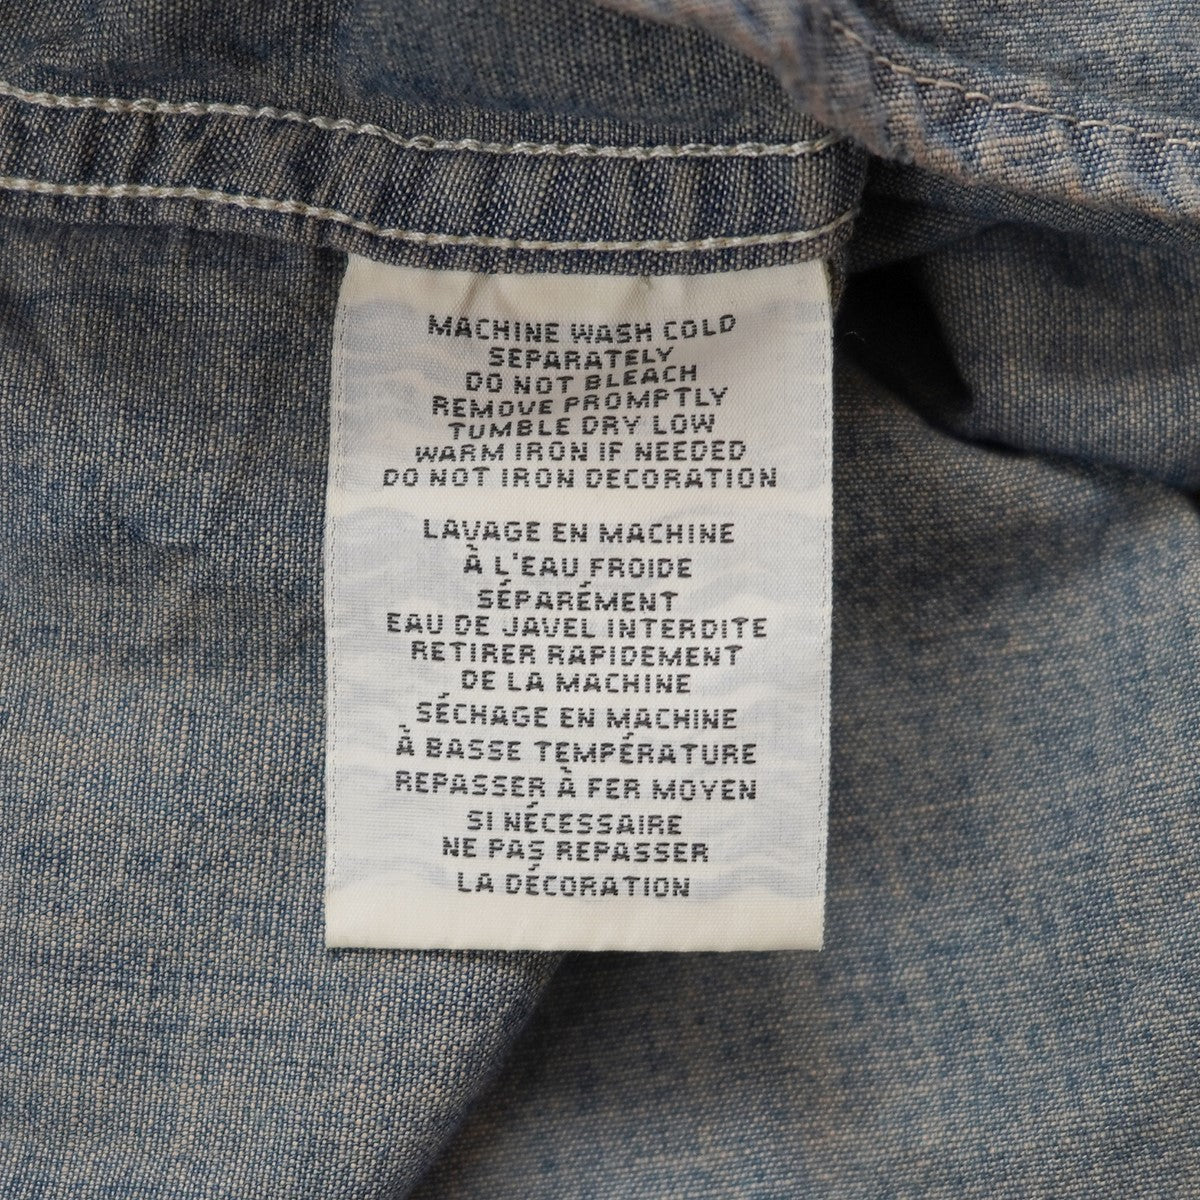 MACHINE WASH COLD
SEPARATELY
DO NOT BLEACH
REMOVE PROMPTLY
TUMBLE DRY LOW
WARM IRON IF NEEDED
DO NOT IRON DECORATION
LAVAGE EN MACHINE
À L'EAU FROIDE
SÉPARÉMENT
EAU DE JAVEL INTERDITE
RETIRER RAPIDEMENT
DE LA MACHINE
SÉCHAGE EN MACHINE
À BASSE TEMPÉRATURE
REPASSER À FER MOYEN
SI NÉCESSAIRE
NE PAS REPASSER
LA DÉCORATION